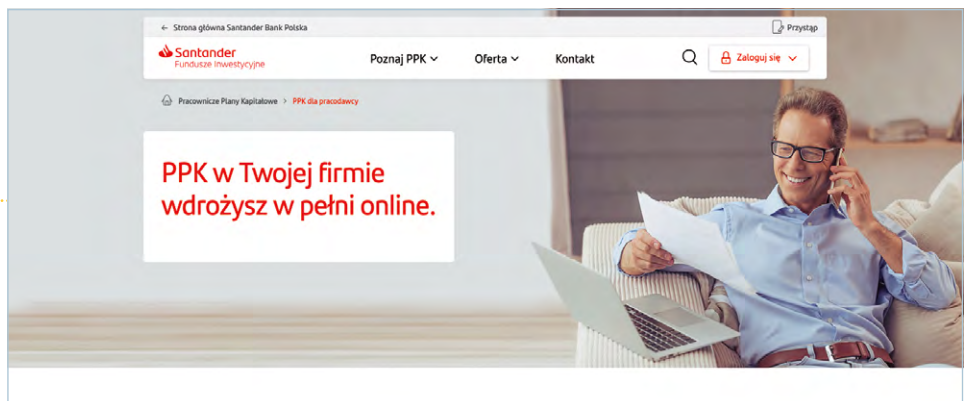 ← Strona główna Santander Bank Polska
Przystąp
Santander
Fundusze Inwestycyjne
Poznaj PPK
Oferta
Kontakt
Zaloguj się
Pracownicze Plany Kapitałowe > PPK dla pracodawcy
PPK w Twojej firmie
wdrożysz w pełni online.